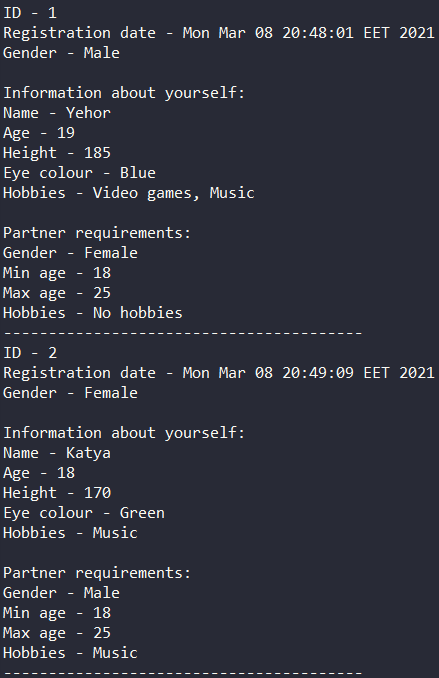 ID - 1
Registration date - Mon Mar 08 20:48:01 EET 2021
Gender - Male
Information about yourself:
Name - Yehor
Age - 19
Height - 185
Eye colour - Blue
Hobbies - Video games, Music
Partner requirements:
Gender - Female
Min age - 18
Max age - 25
Hobbies - No hobbies
----------------------------------------
ID - 2
Registration date - Mon Mar 08 20:49:09 EET 2021
Gender - Female
Information about yourself:
Name - Katya
Age - 18
Height - 170
Eye colour - Green
Hobbies - Music
Partner requirements:
Gender - Male
Min age - 18
Max age - 25
Hobbies - Music
----------------------------------------